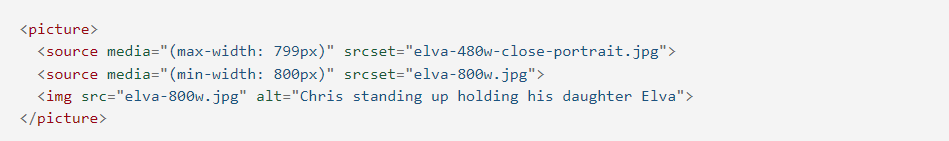 <picture>
  <source media="(max-width: 799px)" srcset="elva-480w-close-portrait.jpg">
  <source media="(min-width: 800px)" srcset="elva-800w.jpg">
  <img src="elva-800w.jpg" alt="Chris standing up holding his daughter Elva">
</picture>